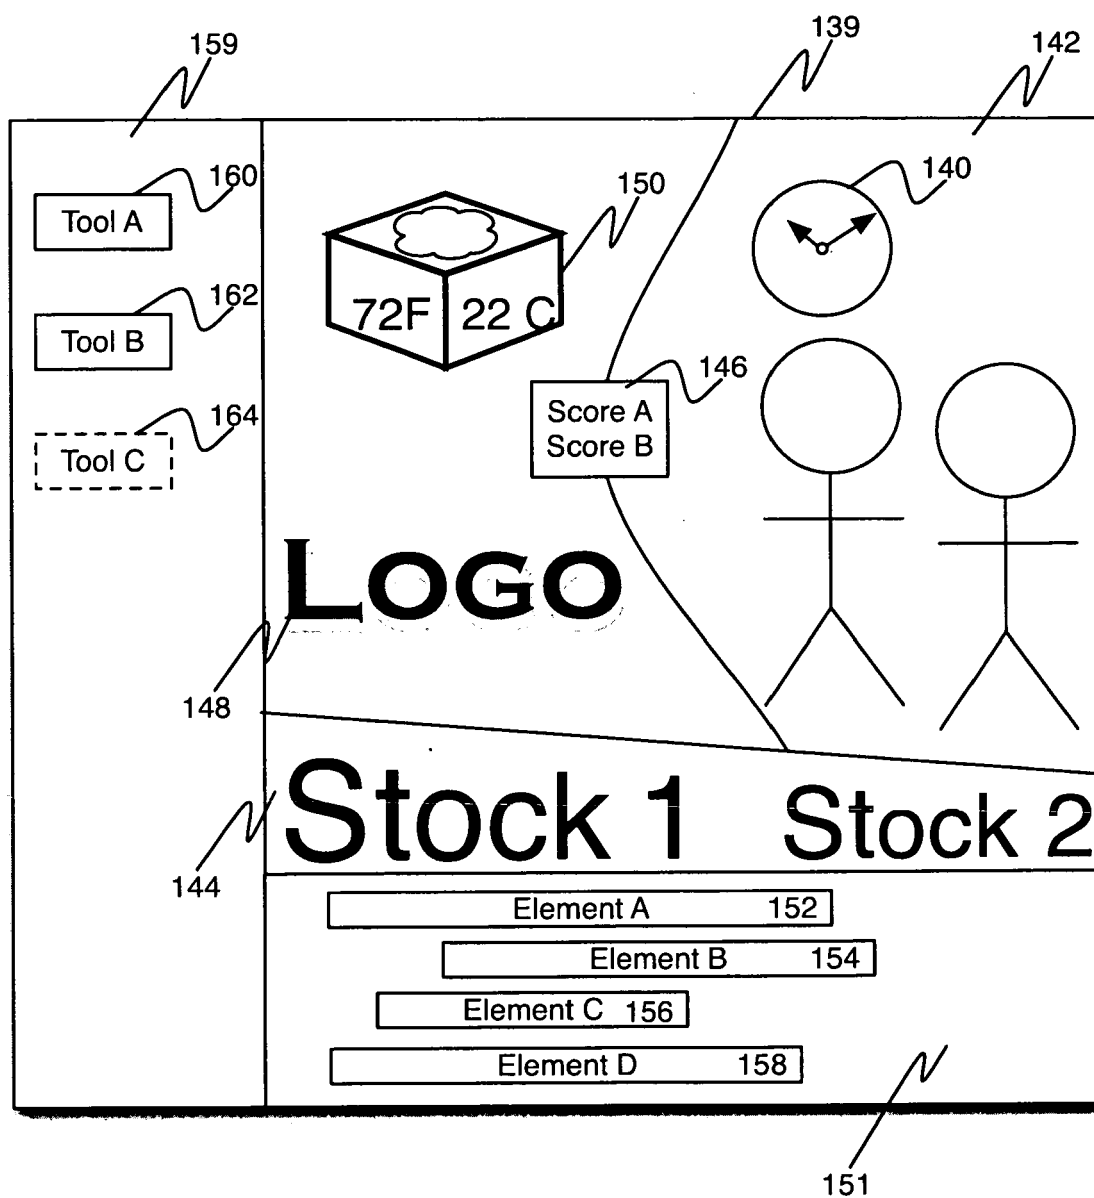 139
159
142
160
Tool A
150
140
72F
22 C
162
Tool B
146
Score A
Score B
164
Tool C
LOGO
148
Stock 1
Stock 2
144
Element A 152
Element B 154
Element C 156
Element D 158
151